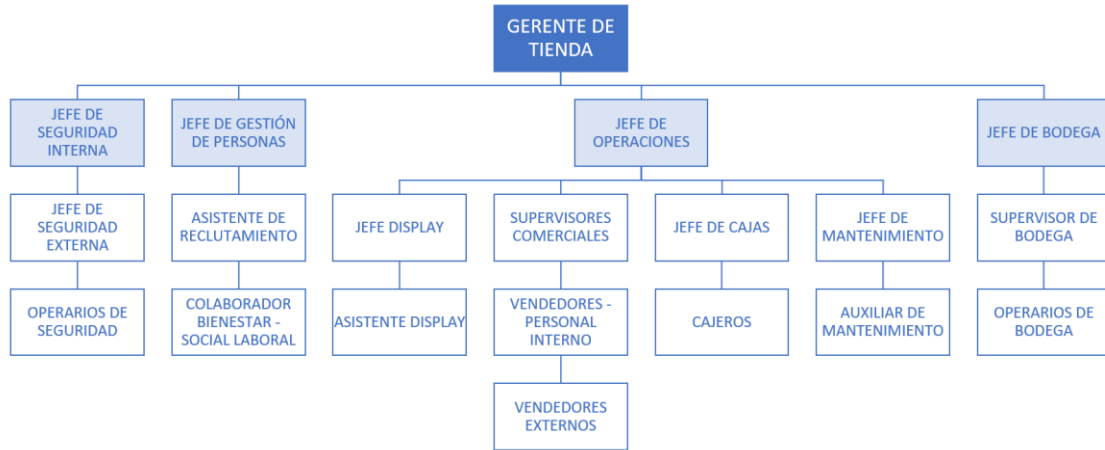 GERENTE DE
TIENDA
JEFE DE
SEGURIDAD
INTERNA
JEFE DE GESTIÓN
DE PERSONAS
JEFE DE
OPERACIONES
JEFE DE BODEGA
JEFE DE
SEGURIDAD
EXTERNA
ASISTENTE DE
RECLUTAMIENTO
JEFE DISPLAY
SUPERVISORES
COMERCIALES
JEFE DE CAJAS
JEFE DE
MANTENIMIENTO
SUPERVISOR DE
BODEGA
OPERARIOS DE
SEGURIDAD
COLABORADOR
BIENESTAR -
SOCIAL LABORAL
ASISTENTE DISPLAY
VENDEDORES -
PERSONAL
INTERNO
CAJEROS
AUXILIAR DE
MANTENIMIENTO
OPERARIOS DE
BODEGA
VENDEDORES
EXTERNOS